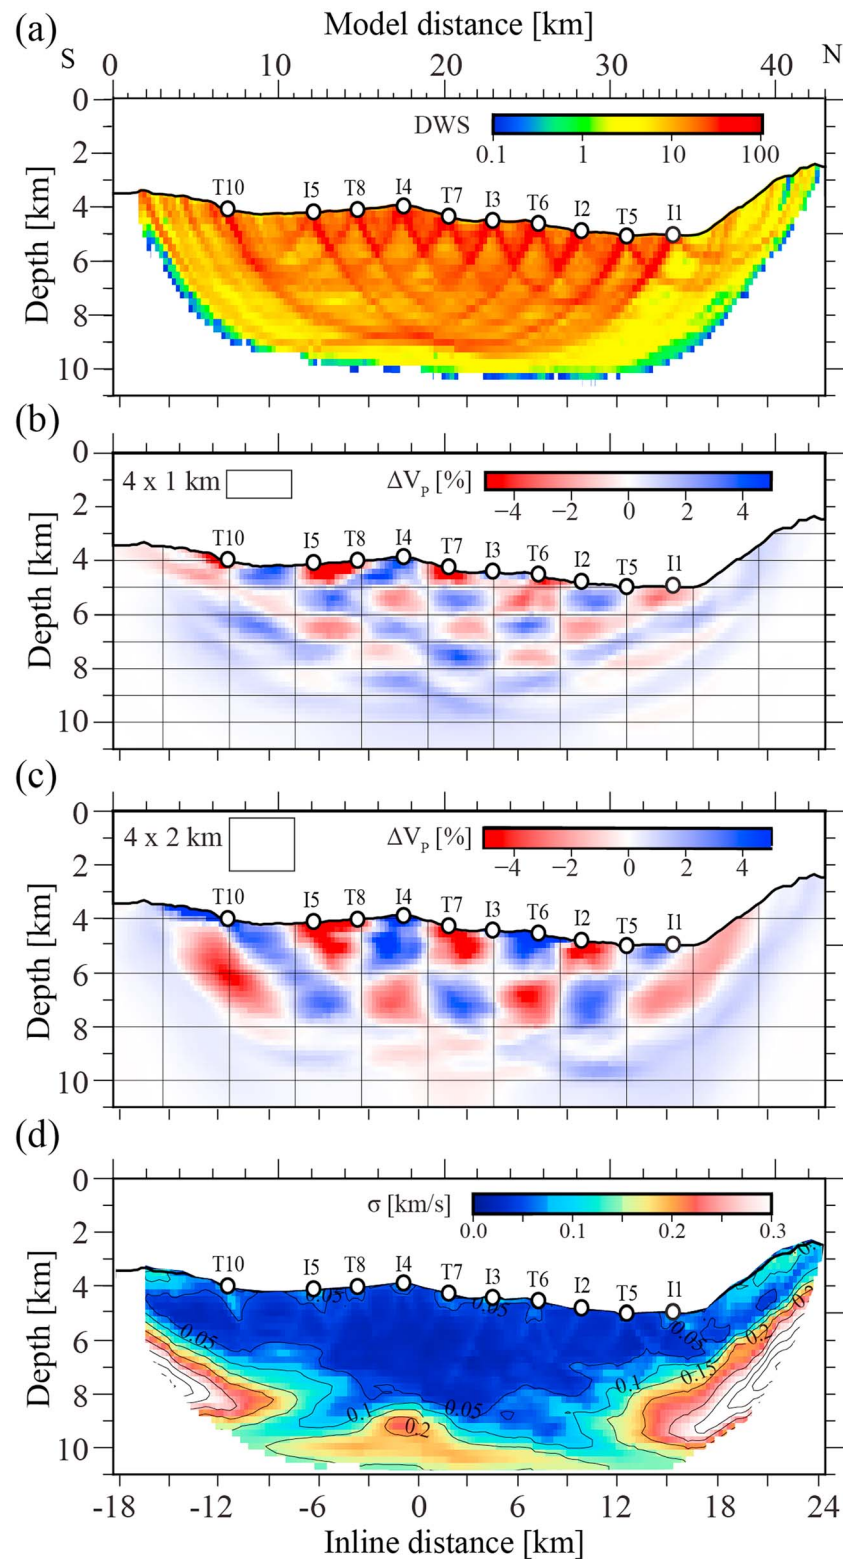 (a)
Model distance [km]
S
N
0 10 20 30 40
DWS
0.1 1 10 100
T10 I5 T8 I4 T7 I3 T6 I2 T5 I1
Depth [km]
0
2
4
6
8
10
(b)
4 x 1 km
ΔVP [%]
−4 −2 0 2 4
T10 I5 T8 I4 T7 I3 T6 I2 T5 I1
Depth [km]
0
2
4
6
8
10
(c)
4 x 2 km
ΔVP [%]
−4 −2 0 2 4
T10 I5 T8 I4 T7 I3 T6 I2 T5 I1
Depth [km]
0
2
4
6
8
10
(d)
σ [km/s]
0.0 0.1 0.2 0.3
T10 I5 T8 I4 T7 I3 T6 I2 T5 I1
Depth [km]
0
2
4
6
8
10
0.05
0.05
0.05
0.05
0.05
0.1
0.2
0.1
0.15
0.2
-18 -12 -6 0 6 12 18 24
Inline distance [km]